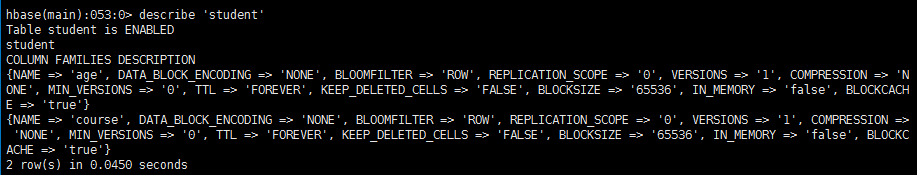 hbase(main):053:0> describe 'student'
Table student is ENABLED
student
COLUMN FAMILIES DESCRIPTION
{NAME => 'age', DATA_BLOCK_ENCODING => 'NONE', BLOOMFILTER => 'ROW', REPLICATION_SCOPE => '0', VERSIONS => '1', COMPRESSION => 'N
ONE', MIN_VERSIONS => '0', TTL => 'FOREVER', KEEP_DELETED_CELLS => 'FALSE', BLOCKSIZE => '65536', IN_MEMORY => 'false', BLOCKCACH
E => 'true'}
{NAME => 'course', DATA_BLOCK_ENCODING => 'NONE', BLOOMFILTER => 'ROW', REPLICATION_SCOPE => '0', VERSIONS => '1', COMPRESSION =>
 'NONE', MIN_VERSIONS => '0', TTL => 'FOREVER', KEEP_DELETED_CELLS => 'FALSE', BLOCKSIZE => '65536', IN_MEMORY => 'false', BLOCKC
ACHE => 'true'}
2 row(s) in 0.0450 seconds